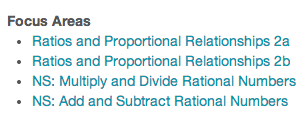 Focus Areas
• Ratios and Proportional Relationships 2a
• Ratios and Proportional Relationships 2b
• NS: Multiply and Divide Rational Numbers
• NS: Add and Subtract Rational Numbers